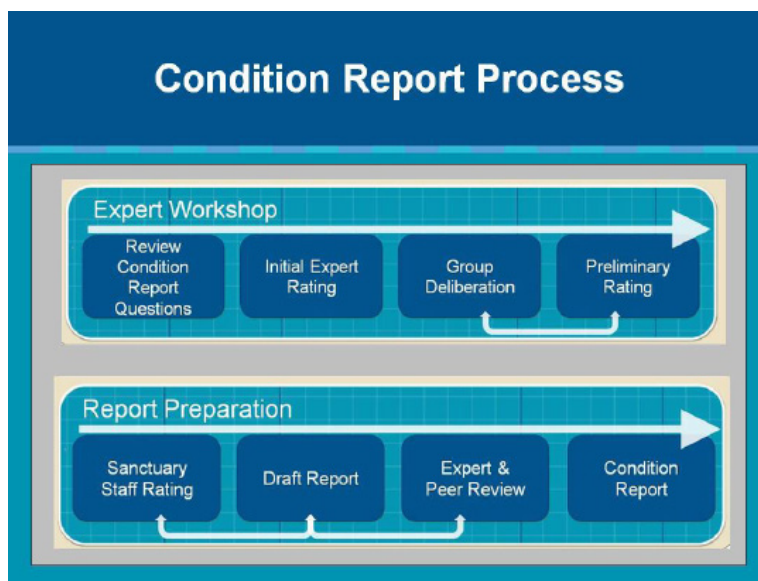 Condition Report Process
Expert Workshop
Review
Condition
Report
Questions
Initial Expert
Rating
Group
Deliberation
Preliminary
Rating
Report Preparation
Sanctuary
Staff Rating
Draft Report
Expert &
Peer Review
Condition
Report